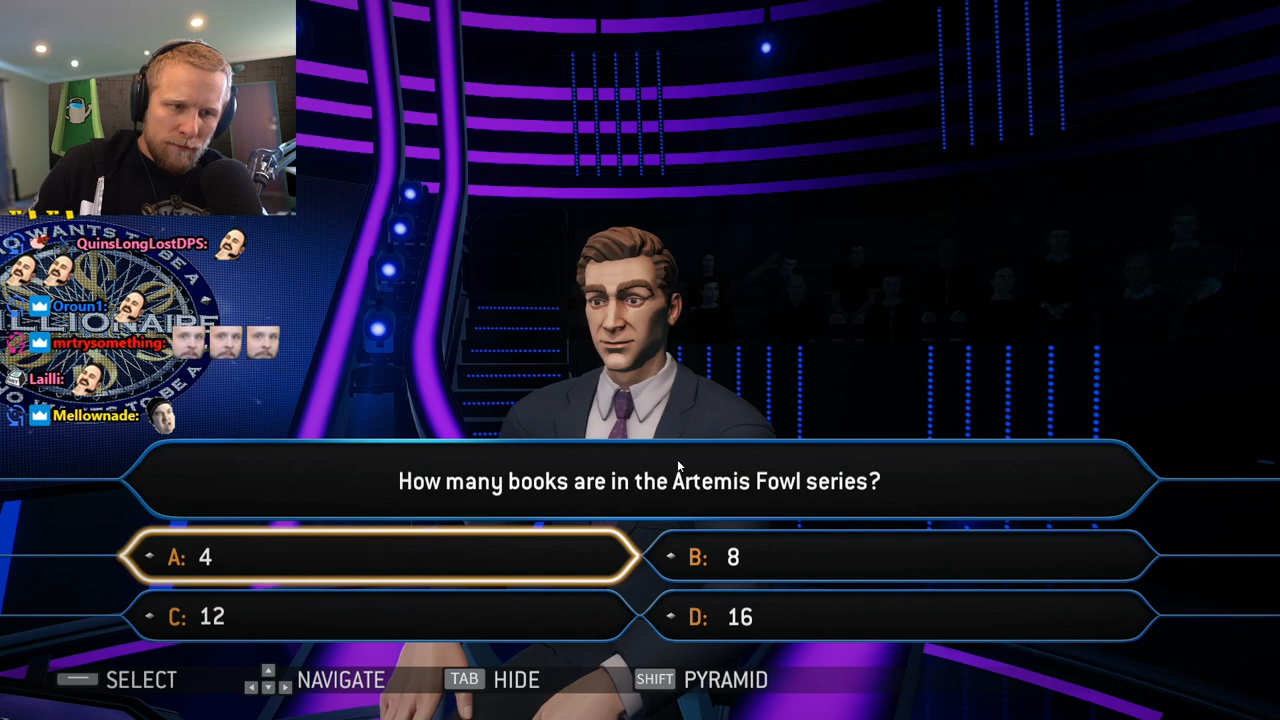 QuinsLongLostDPS:
Oroun1:
MILLIONAIRE
mrtrysomething:
Lailli:
Mellownade:
How many books are in the Artemis Fowl series?
A: 4
B: 8
C: 12
D: 16
SELECT
NAVIGATE
TAB HIDE
SHIFT PYRAMID